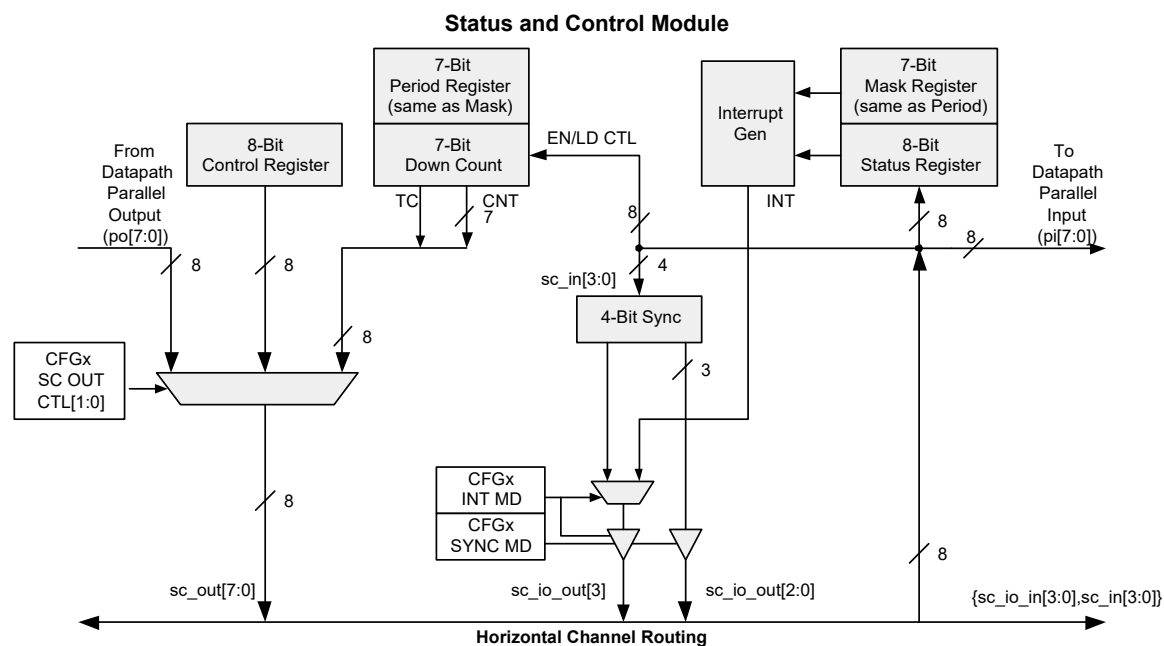 Status and Control Module
7-Bit
Period Register
(same as Mask)
7-Bit
Down Count
8-Bit
Control Register
Interrupt
Gen
7-Bit
Mask Register
(same as Period)
8-Bit
Status Register
From
Datapath
Parallel
Output
(po[7:0])
To
Datapath
Parallel
Input
(pi[7:0])
EN/LD CTL
TC
CNT
7
INT
8
8
8
8
8
8
4
sc_in[3:0]
4-Bit Sync
3
CFGx
SC OUT
CTL[1:0]
CFGx
INT MD
CFGx
SYNC MD
8
8
sc_out[7:0]
sc_io_out[3]
sc_io_out[2:0]
{sc_io_in[3:0],sc_in[3:0]}
Horizontal Channel Routing